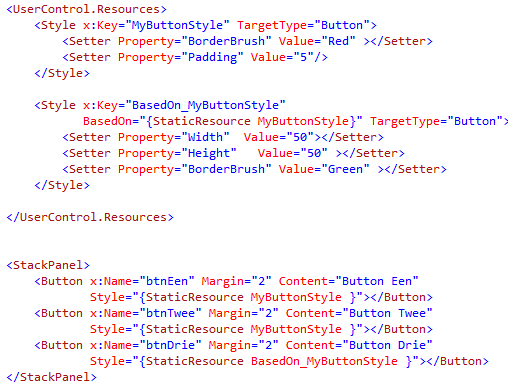 <UserControl.Resources>
    <Style x:Key="MyButtonStyle" TargetType="Button">
        <Setter Property="BorderBrush" Value="Red" ></Setter>
        <Setter Property="Padding" Value="5"/>
    </Style>

    <Style x:Key="BasedOn_MyButtonStyle"
           BasedOn="{StaticResource MyButtonStyle}" TargetType="Button">
        <Setter Property="Width"  Value="50"></Setter>
        <Setter Property="Height"   Value="50" ></Setter>
        <Setter Property="BorderBrush" Value="Green" ></Setter>
    </Style>

</UserControl.Resources>


<StackPanel>
    <Button x:Name="btnEen" Margin="2" Content="Button Een"
            Style="{StaticResource MyButtonStyle }"></Button>
    <Button x:Name="btnTwee" Margin="2" Content="Button Twee"
            Style="{StaticResource MyButtonStyle }"></Button>
    <Button x:Name="btnDrie" Margin="2" Content="Button Drie"
            Style="{StaticResource BasedOn_MyButtonStyle }"></Button>
</StackPanel>